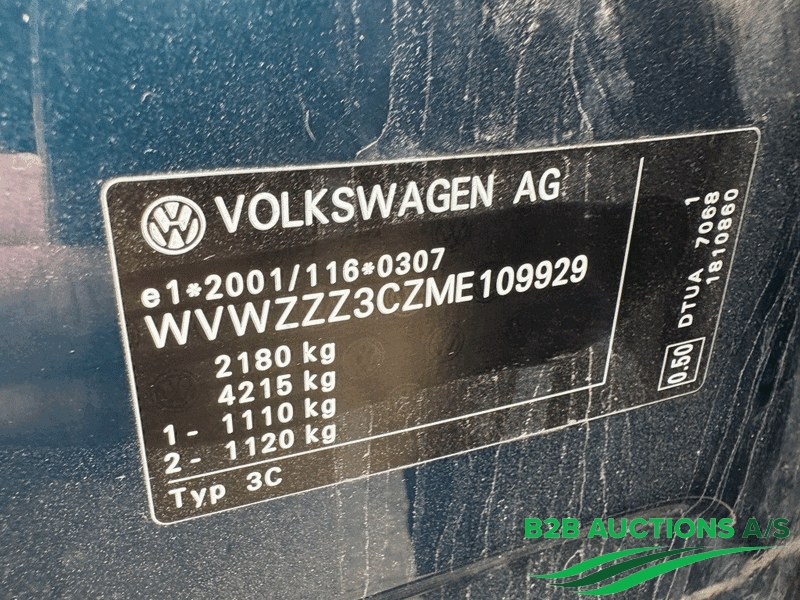 VOLKSWAGEN AG
e1*2001/116*0307
WVWZZZ3CZME109929
2180 kg
4215 kg
1- 1110 kg
2- 1120 kg
Typ 3C
1
DTUA 7068
1810860
0.50
B2B AUCTIONS A/S